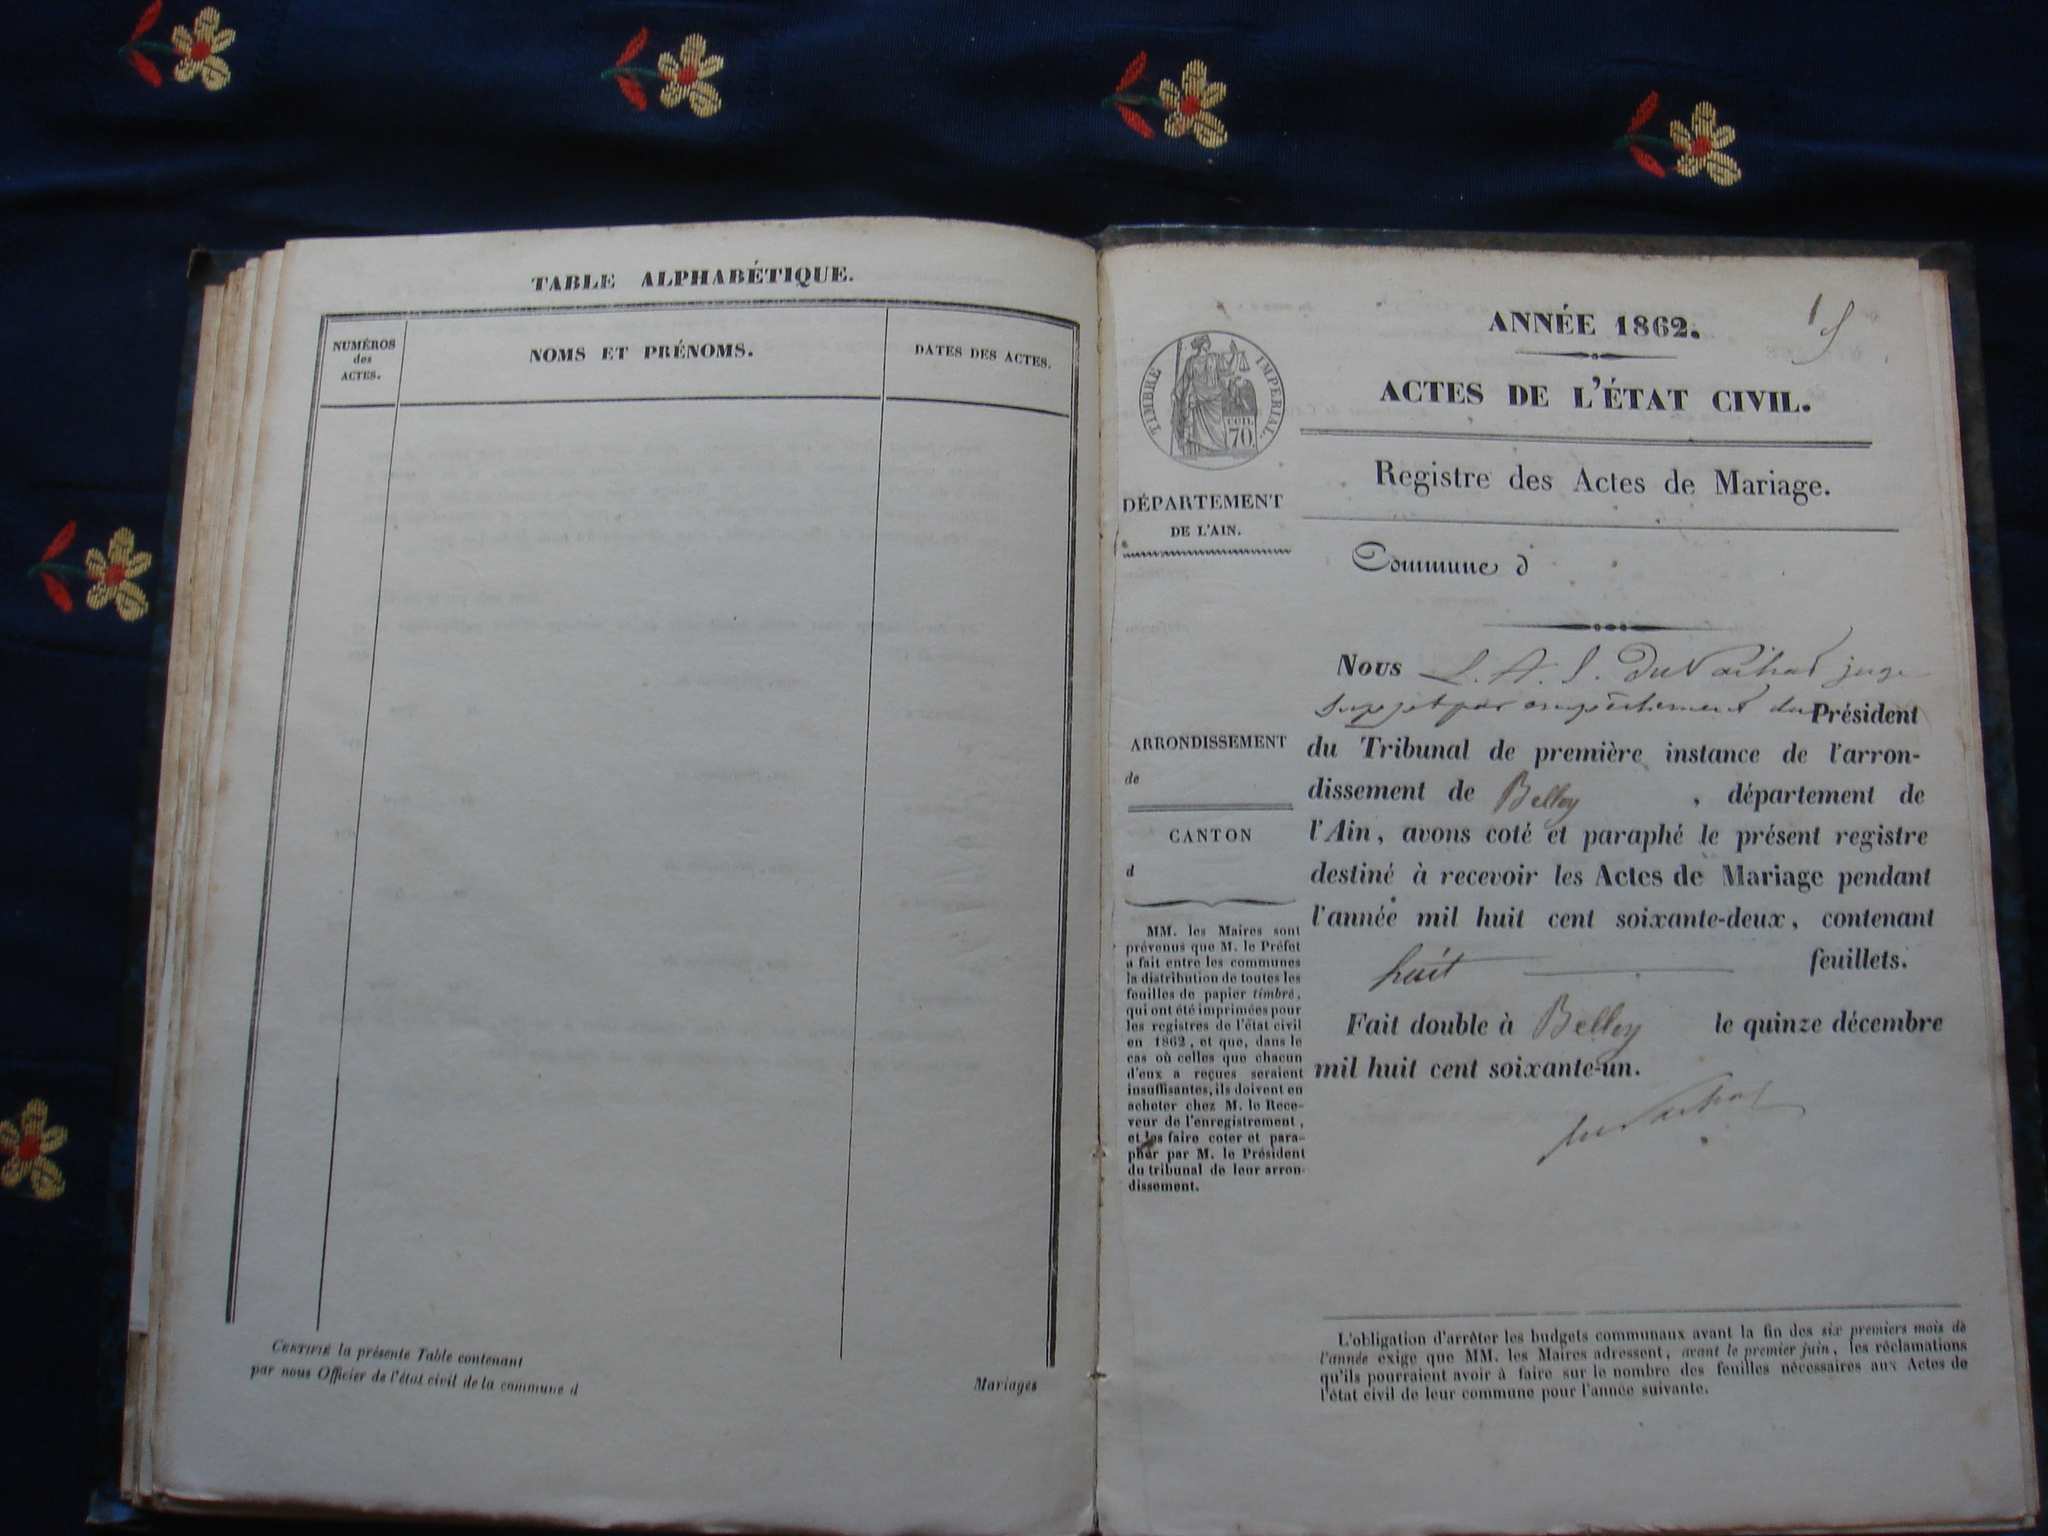 TABLE ALPHABÉTIQUE.
NUMÉROS
des
ACTES.
NOMS ET PRÉNOMS.
DATES DES ACTES.
CERTIFIÉ la présente Table contenant
par nous Officier de l'état civil de la commune d
Mariages
1
TIMBRE IMPÉRIAL.
70
DÉPARTEMENT
DE L'AIN.
ARRONDISSEMENT
de
CANTON
d
MM. les Maires sont
prévenus que M. le Préfet
a fait entre les communes
la distribution de toutes les
feuilles de papier timbré,
qui ont été imprimées pour
les registres de l'état civil
en 1862, et que, dans le
cas où celles que chacun
d'eux a reçues seraient
insuffisantes, ils doivent en
acheter chez M. le Rece-
veur de l'enregistrement,
et les faire coter et para-
pher par M. le Président
du tribunal de leur arron-
dissement.
ANNÉE 1862.
ACTES DE L'ÉTAT CIVIL.
Registre des Actes de Mariage.
Commune d
Nous L. A. juge
du Président
du Tribunal de première instance de l'arron-
dissement de Belley, département de
l'Ain, avons coté et paraphé le présent registre
destiné à recevoir les Actes de Mariage pendant
l'année mil huit cent soixante-deux, contenant
huit feuillets.
Fait double à Belley le quinze décembre
mil huit cent soixante-un.
L'obligation d'arrêter les budgets communaux avant la fin des six premiers mois de
l'année exige que MM. les Maires adressent, avant le premier juin, les réclamations
qu'ils pourraient avoir à faire sur le nombre des feuilles nécessaires aux Actes de
l'état civil de leur commune pour l'année suivante.